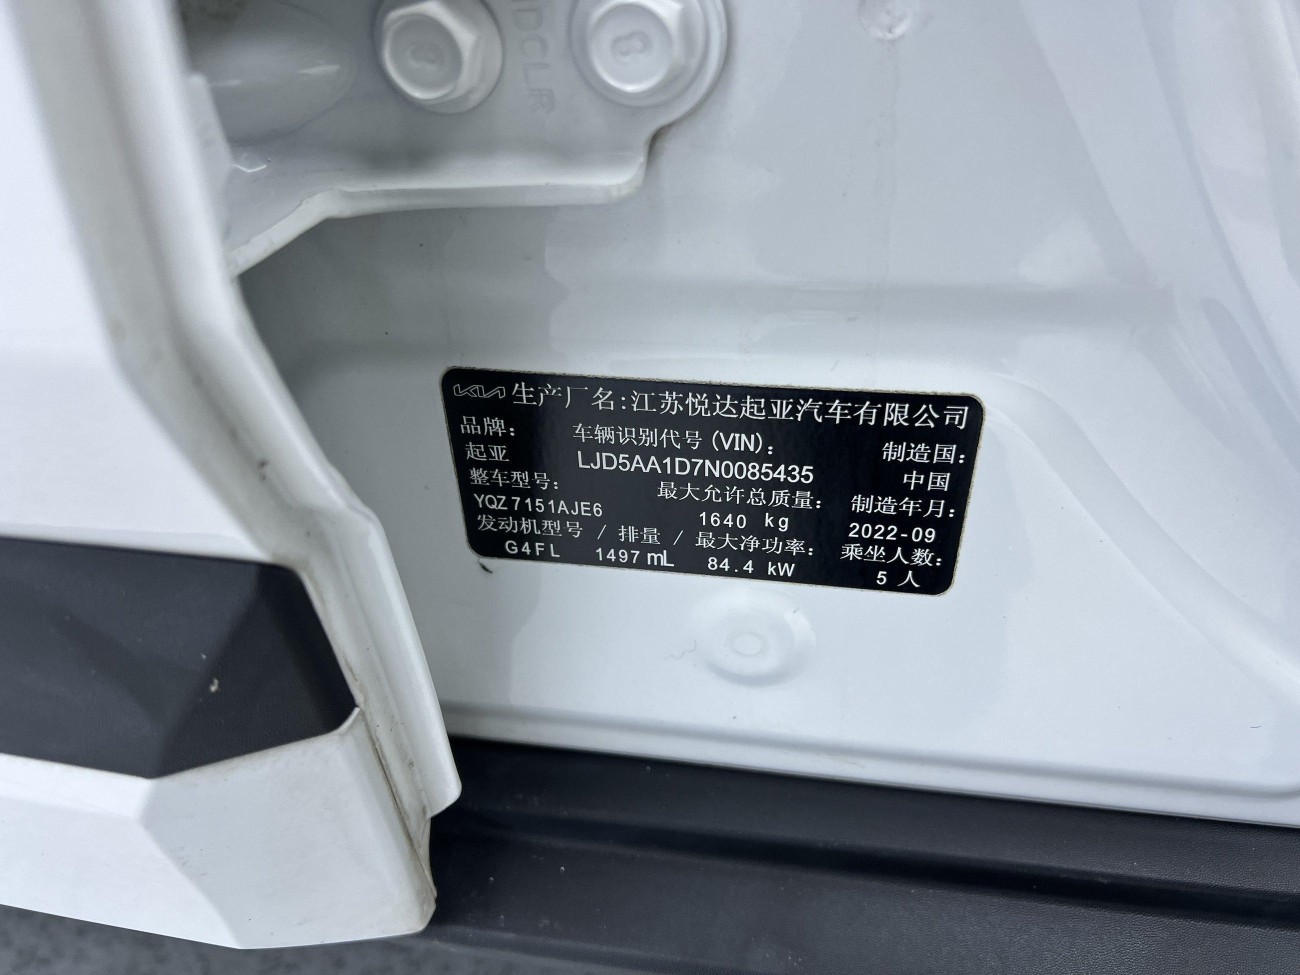 8
DCLR
KIA 生产厂名:江苏悦达起亚汽车有限公司
品牌: 车辆识别代号 (VIN): 制造国:
起亚 LJD5AA1D7N0085435 中国
整车型号: 最大允许总质量: 制造年月:
YQZ7151AJE6 1640 kg 2022-09
发动机型号 / 排量 / 最大净功率: 乘坐人数:
G4FL 1497 mL 84.4 kW 5 人